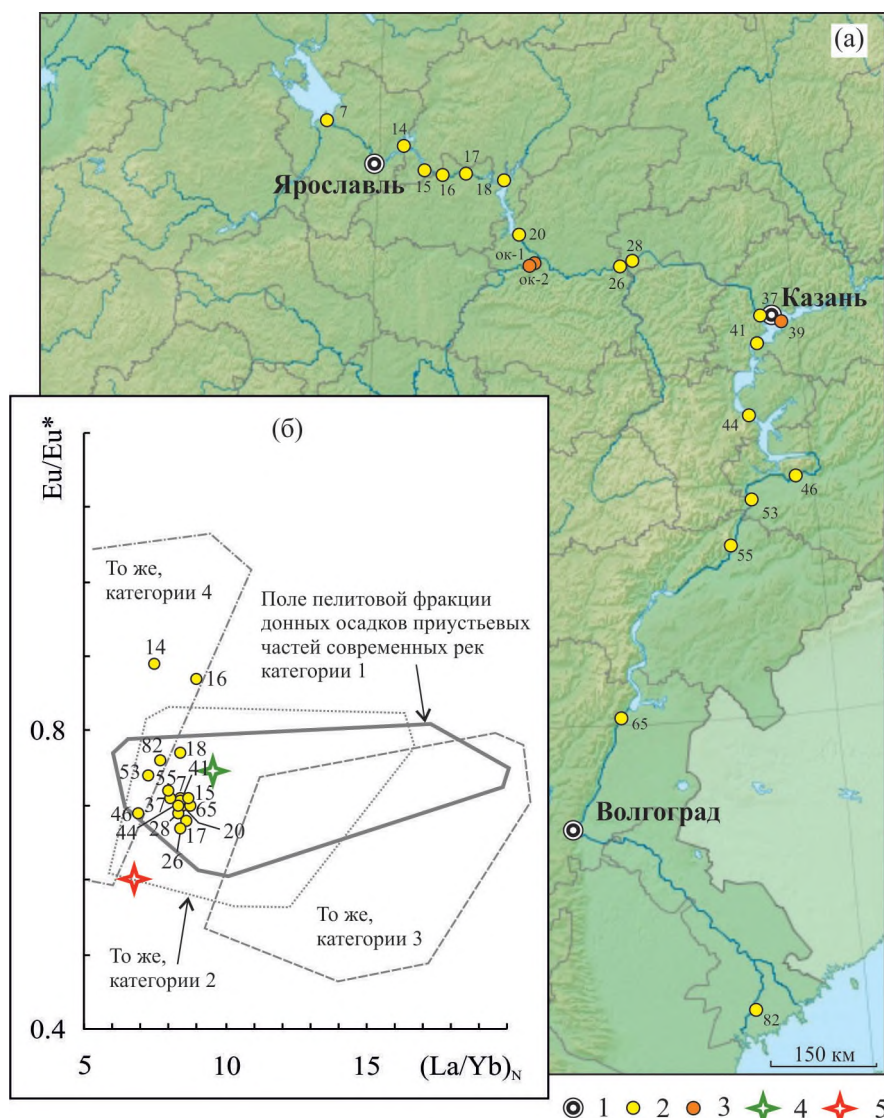 (а)
7
14
Ярославль
15
16
17
18
20
ок-1
ок-2
26
28
37
Казань
41
39
44
46
53
55
65
Волгоград
82
150 км
(б)
Eu/Eu*
То же,
категории 4
Поле пелитовой фракции
донных осадков приустьевых
частей современных рек
категории 1
14
16
0.8
82
18
53
55
7
41
15
46
37
65
44
28
17
20
26
То же,
категории 2
То же,
категории 3
0.4
5
10
15
(La/Yb)N
1
2
3
4
5